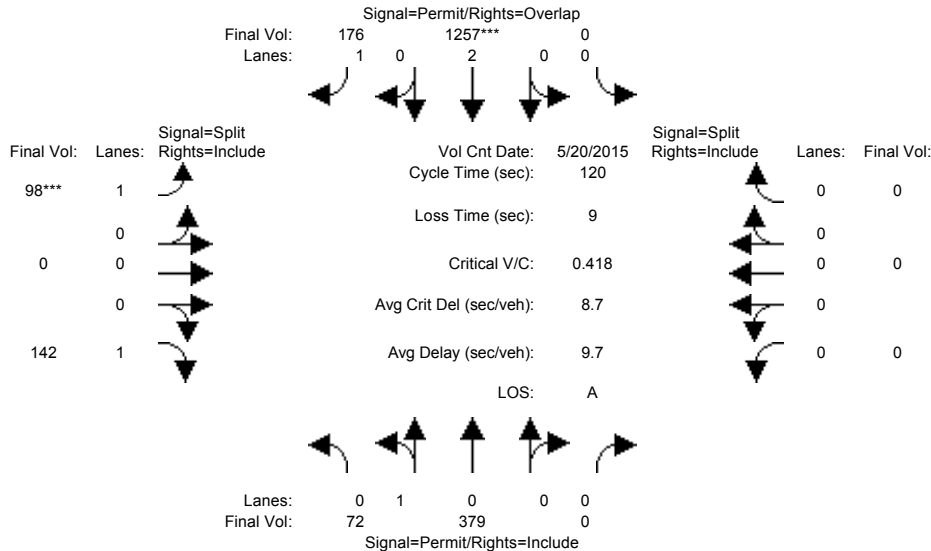 Signal=Permit/Rights=Overlap
Final Vol: 176 1257*** 0
Lanes: 1 0 2 0 0
Signal=Split Signal=Split
Final Vol: Lanes: Rights=Include Vol Cnt Date: 5/20/2015 Rights=Include Lanes: Final Vol:
Cycle Time (sec): 120
98*** 1 0 0
Loss Time (sec): 9
0 0
0 0 Critical V/C: 0.418 0 0
0 Avg Crit Del (sec/veh): 8.7 0
142 1 Avg Delay (sec/veh): 9.7 0 0
LOS: A
Lanes: 0 1 0 0 0
Final Vol: 72 379 0
Signal=Permit/Rights=Include